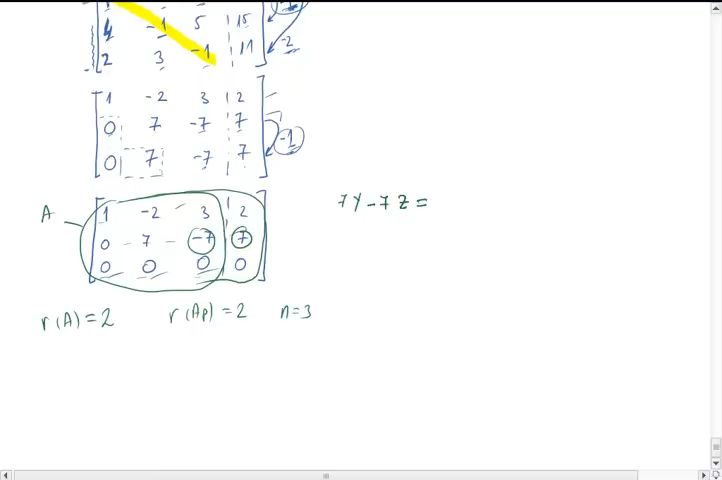 4 -1 5 | 15
2 3 -1 | 11 -2
1 -2 3 | 2
0 7 -7 7 -1
0 7 -7 7
A 1 -2 3 | 2
0 7 -7 7
0 0 0 0
7y - 7z =
r(A) = 2 r(Ap) = 2 n = 3